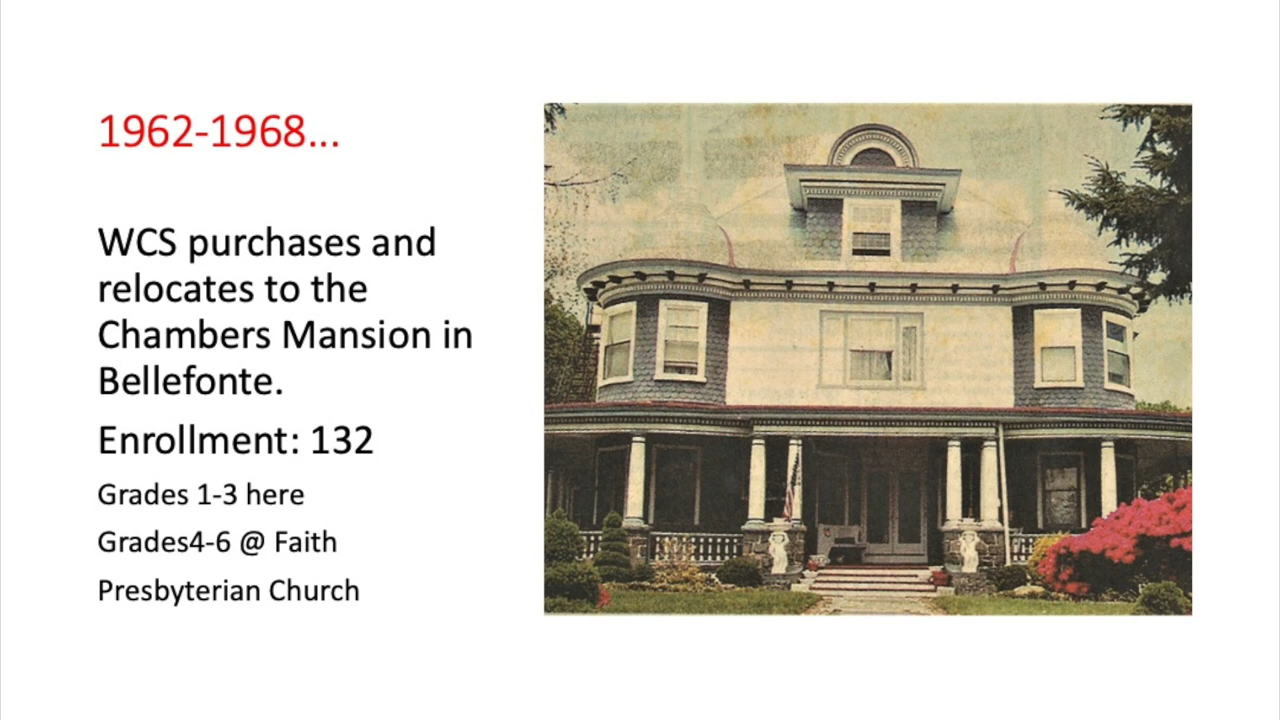 1962-1968...
WCS purchases and
relocates to the
Chambers Mansion in
Bellefonte.
Enrollment: 132
Grades 1-3 here
Grades4-6 @ Faith
Presbyterian Church